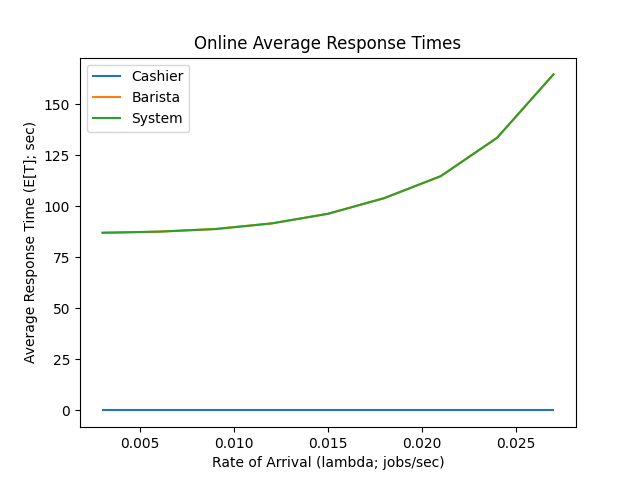 Online Average Response Times
Cashier
Barista
System
Average Response Time (E[T]; sec)
150
125
100
75
50
25
0
0.005 0.010 0.015 0.020 0.025
Rate of Arrival (lambda; jobs/sec)